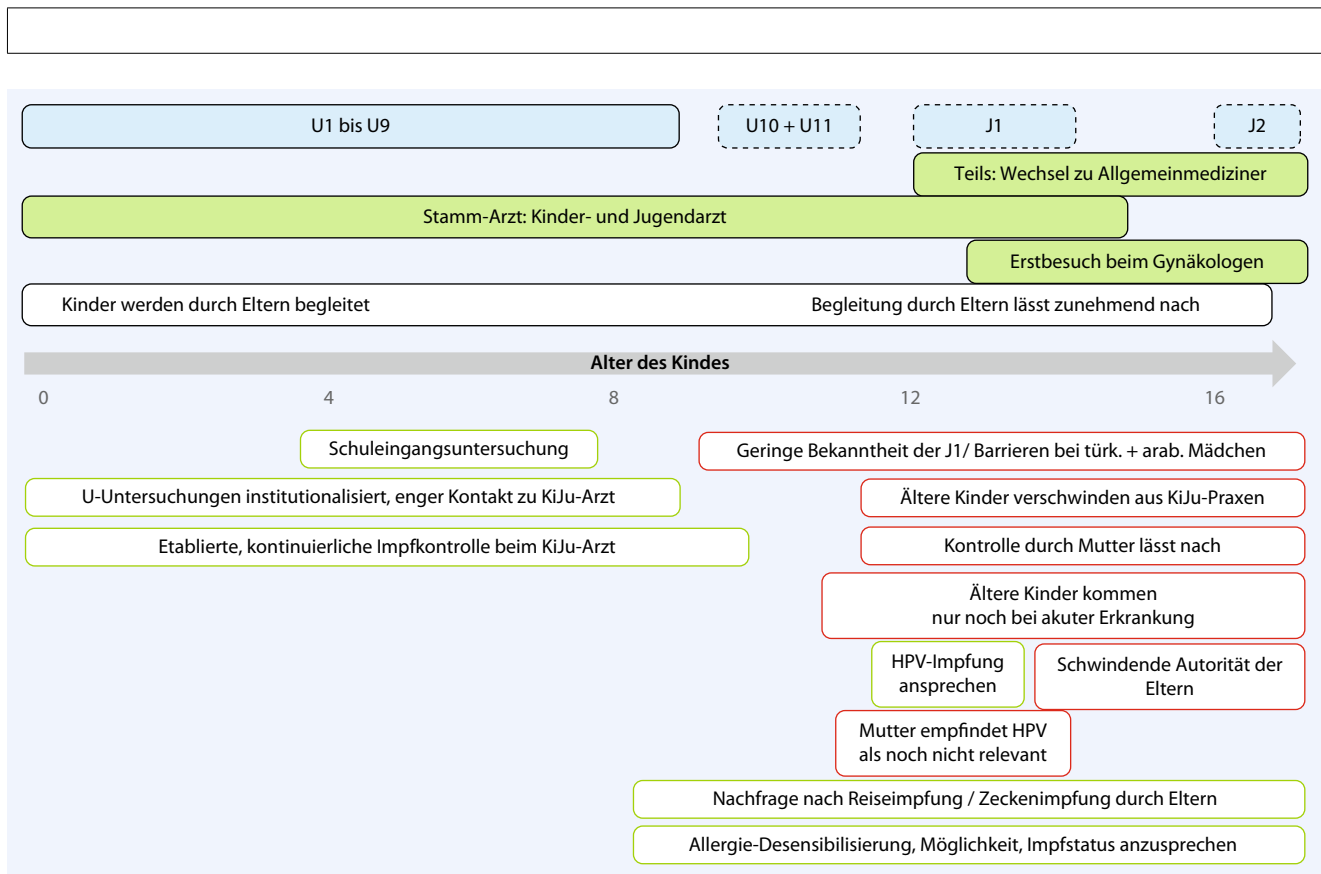 U1 bis U9
U10 + U11
J1
J2
Teils: Wechsel zu Allgemeinmediziner
Stamm-Arzt: Kinder- und Jugendarzt
Erstbesuch beim Gynäkologen
Kinder werden durch Eltern begleitet
Begleitung durch Eltern lässt zunehmend nach
Alter des Kindes
0
4
8
12
16
Schuleingangsuntersuchung
Geringe Bekanntheit der J1/ Barrieren bei türk. + arab. Mädchen
U-Untersuchungen institutionalisiert, enger Kontakt zu KiJu-Arzt
Ältere Kinder verschwinden aus KiJu-Praxen
Etablierte, kontinuierliche Impfkontrolle beim KiJu-Arzt
Kontrolle durch Mutter lässt nach
Ältere Kinder kommen
nur noch bei akuter Erkrankung
HPV-Impfung
ansprechen
Schwindende Autorität der
Eltern
Mutter empfindet HPV
als noch nicht relevant
Nachfrage nach Reiseimpfung / Zeckenimpfung durch Eltern
Allergie-Desensibilisierung, Möglichkeit, Impfstatus anzusprechen